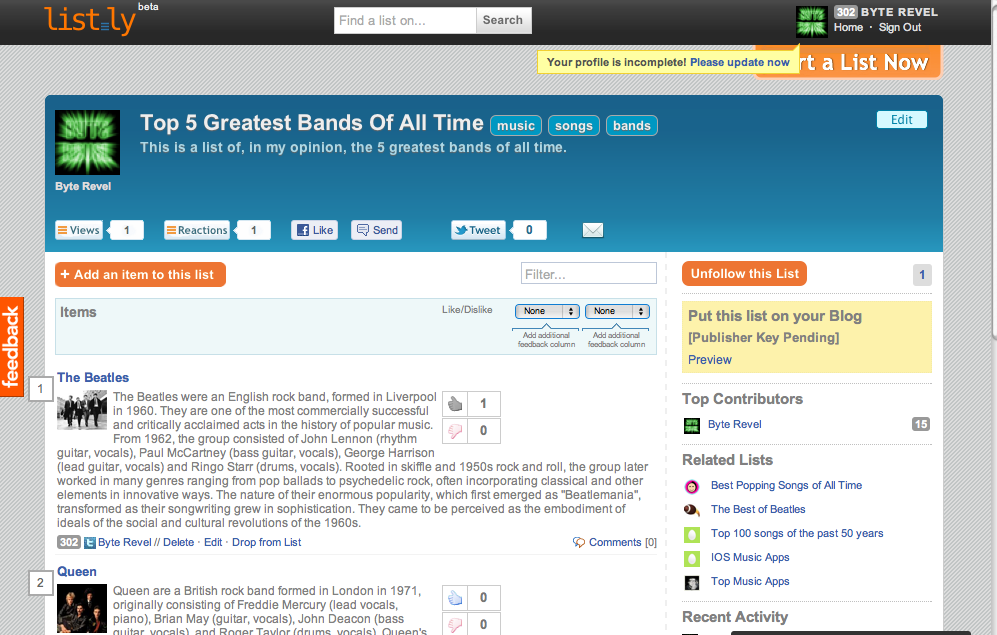 list.ly beta
Find a list on...
Search
302 BYTE REVEL
Home · Sign Out
Your profile is incomplete! Please update now
t a List Now
Top 5 Greatest Bands Of All Time music songs bands
Edit
This is a list of, in my opinion, the 5 greatest bands of all time.
Byte Revel
Views 1
Reactions 1
Like
Send
Tweet 0
+ Add an item to this list
Filter...
Items
Like/Dislike
None
None
Add additional
feedback column
Add additional
feedback column
feedback
1
The Beatles
The Beatles were an English rock band, formed in Liverpool
in 1960. They are one of the most commercially successful
and critically acclaimed acts in the history of popular music.
From 1962, the group consisted of John Lennon (rhythm
guitar, vocals), Paul McCartney (bass guitar, vocals), George Harrison
(lead guitar, vocals) and Ringo Starr (drums, vocals). Rooted in skiffle and 1950s rock and roll, the group later
worked in many genres ranging from pop ballads to psychedelic rock, often incorporating classical and other
elements in innovative ways. The nature of their enormous popularity, which first emerged as "Beatlemania",
transformed as their songwriting grew in sophistication. They came to be perceived as the embodiment of
ideals of the social and cultural revolutions of the 1960s.
1
0
302 Byte Revel // Delete · Edit · Drop from List
Comments [0]
2
Queen
Queen are a British rock band formed in London in 1971,
originally consisting of Freddie Mercury (lead vocals,
piano), Brian May (guitar, vocals), John Deacon (bass
guitar, vocals), and Roger Taylor (drums, vocals). Queen's
0
0
Unfollow this List
1
Put this list on your Blog
[Publisher Key Pending]
Preview
Top Contributors
Byte Revel
15
Related Lists
Best Popping Songs of All Time
The Best of Beatles
Top 100 songs of the past 50 years
IOS Music Apps
Top Music Apps
Recent Activity